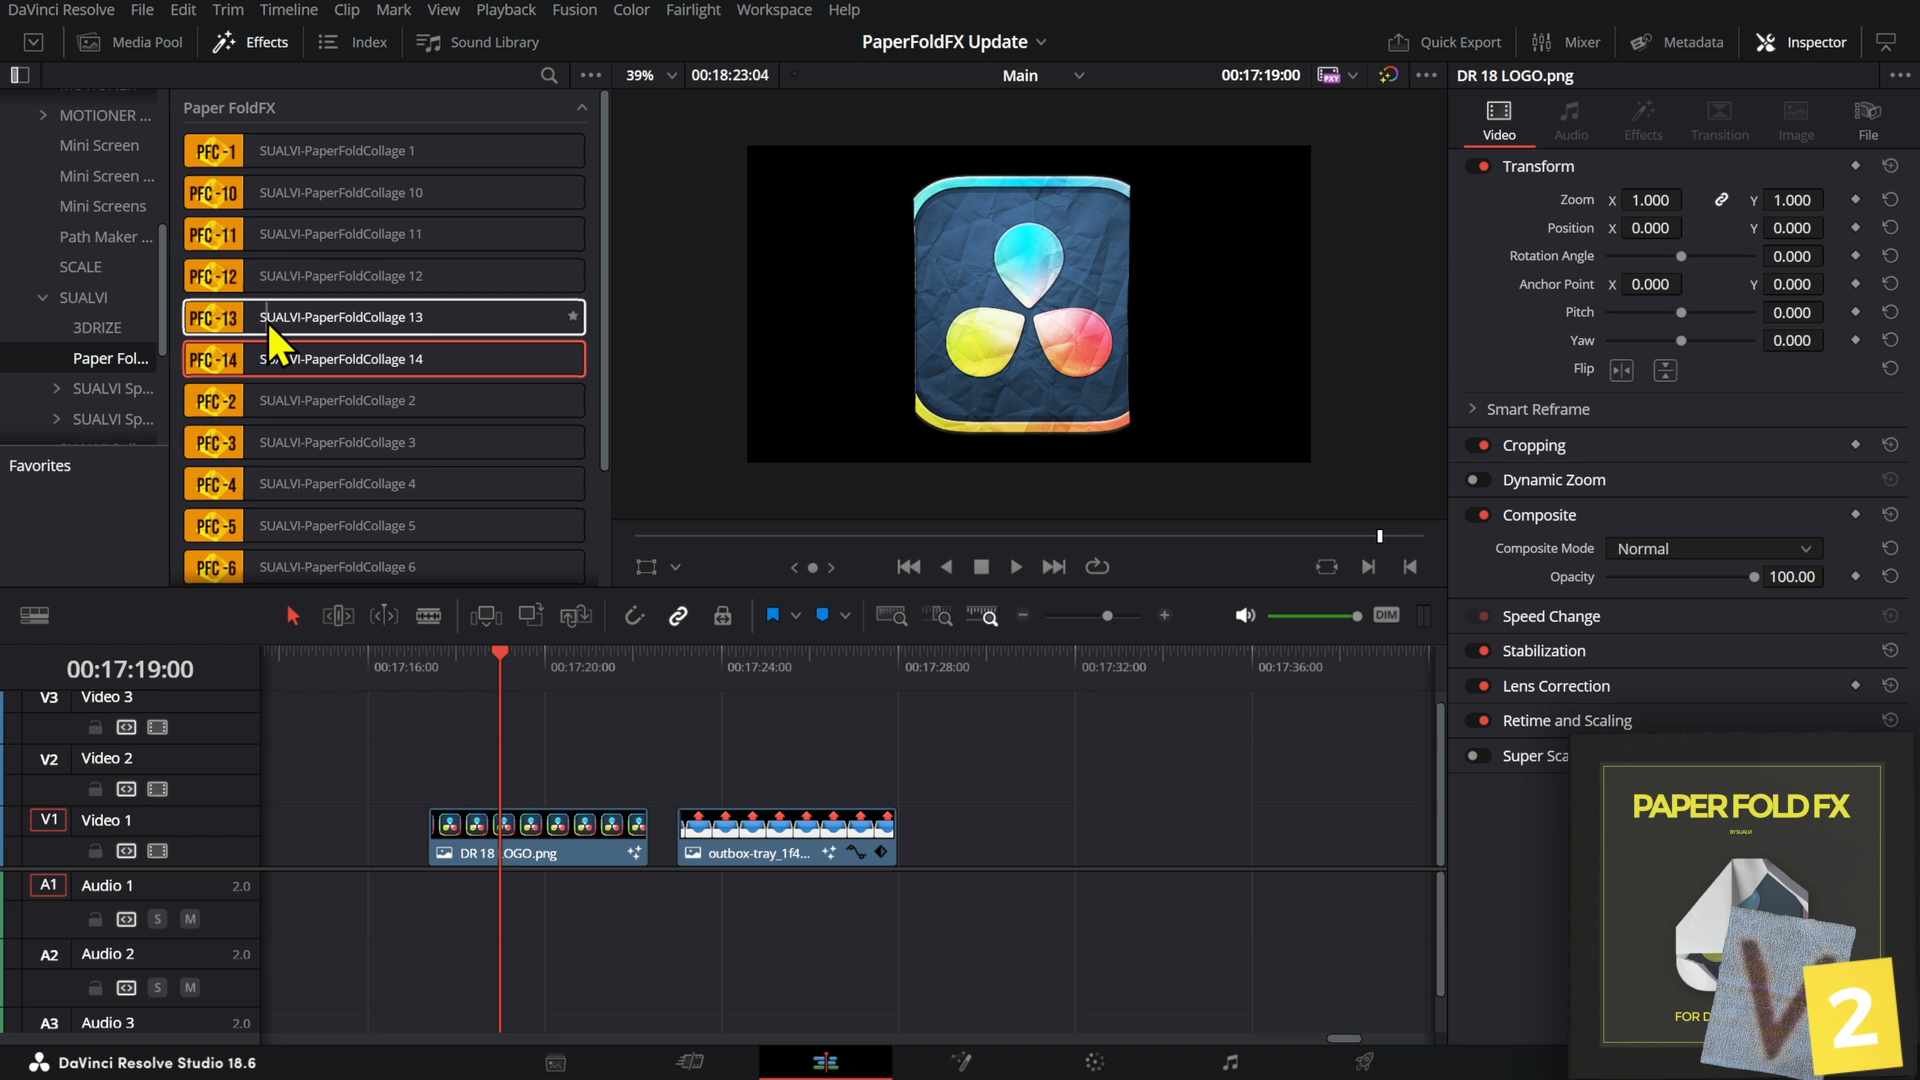 DaVinci Resolve File Edit Trim Timeline Clip Mark View Playback Fusion Color Fairlight Workspace Help
Media Pool Effects Index Sound Library PaperFoldFX Update Quick Export Mixer Metadata Inspector
39% 00:18:23:04 Main 00:17:19:00 PXY DR 18 LOGO.png
MOTIONER ...
Mini Screen
Mini Screen ...
Mini Screens
Path Maker ...
SCALE
SUALVI
3DRIZE
Paper Fol...
SUALVI Sp...
SUALVI Sp...
Favorites
Paper FoldFX
PFC -1 SUALVI-PaperFoldCollage 1
PFC -10 SUALVI-PaperFoldCollage 10
PFC -11 SUALVI-PaperFoldCollage 11
PFC -12 SUALVI-PaperFoldCollage 12
PFC -13 SUALVI-PaperFoldCollage 13
PFC -14 SUALVI-PaperFoldCollage 14
PFC -2 SUALVI-PaperFoldCollage 2
PFC -3 SUALVI-PaperFoldCollage 3
PFC -4 SUALVI-PaperFoldCollage 4
PFC -5 SUALVI-PaperFoldCollage 5
PFC -6 SUALVI-PaperFoldCollage 6
Video Audio Effects Transition Image File
Transform
Zoom X 1.000 Y 1.000
Position X 0.000 Y 0.000
Rotation Angle 0.000
Anchor Point X 0.000 Y 0.000
Pitch 0.000
Yaw 0.000
Flip
Smart Reframe
Cropping
Dynamic Zoom
Composite
Composite Mode Normal
Opacity 100.00
Speed Change
Stabilization
Lens Correction
Retime and Scaling
Super Sca
DIM
00:17:19:00
00:17:16:00 00:17:20:00 00:17:24:00 00:17:28:00 00:17:32:00 00:17:36:00
V3 Video 3
V2 Video 2
V1 Video 1
DR 18 LOGO.png
outbox-tray_1f4...
A1 Audio 1 2.0
S M
A2 Audio 2 2.0
S M
A3 Audio 3 2.0
PAPER FOLD FX
BY SUALVI
FOR D
V
2
DaVinci Resolve Studio 18.6